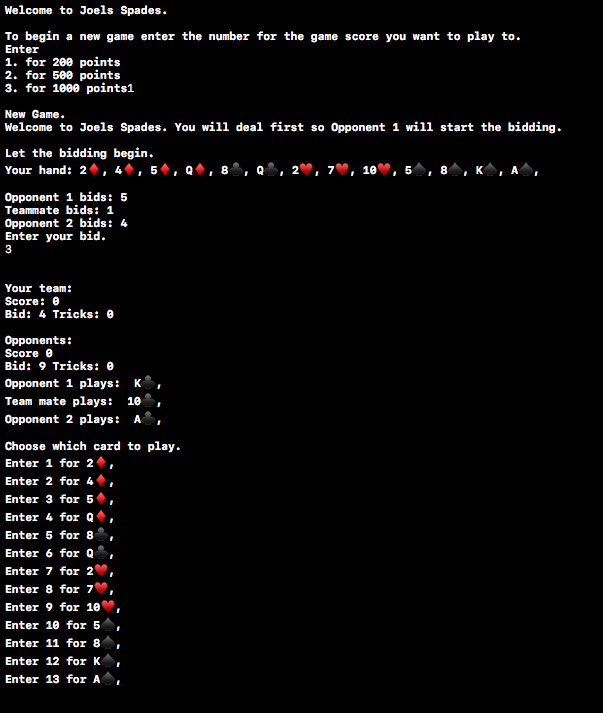 Welcome to Joels Spades.
To begin a new game enter the number for the game score you want to play to.
Enter
1. for 200 points
2. for 500 points
3. for 1000 points1
New Game.
Welcome to Joels Spades. You will deal first so Opponent 1 will start the bidding.
Let the bidding begin.
Your hand: 2♦, 4♦, 5♦, Q♦, 8♣, Q♣, 2♥, 7♥, 10♥, 5♠, 8♠, K♠, A♠,
Opponent 1 bids: 5
Teammate bids: 1
Opponent 2 bids: 4
Enter your bid.
3
Your team:
Score: 0
Bid: 4 Tricks: 0
Opponents:
Score 0
Bid: 9 Tricks: 0
Opponent 1 plays:  K♣,
Team mate plays:  10♣,
Opponent 2 plays:  A♣,
Choose which card to play.
Enter 1 for 2♦,
Enter 2 for 4♦,
Enter 3 for 5♦,
Enter 4 for Q♦,
Enter 5 for 8♣,
Enter 6 for Q♣,
Enter 7 for 2♥,
Enter 8 for 7♥,
Enter 9 for 10♥,
Enter 10 for 5♠,
Enter 11 for 8♠,
Enter 12 for K♠,
Enter 13 for A♠,